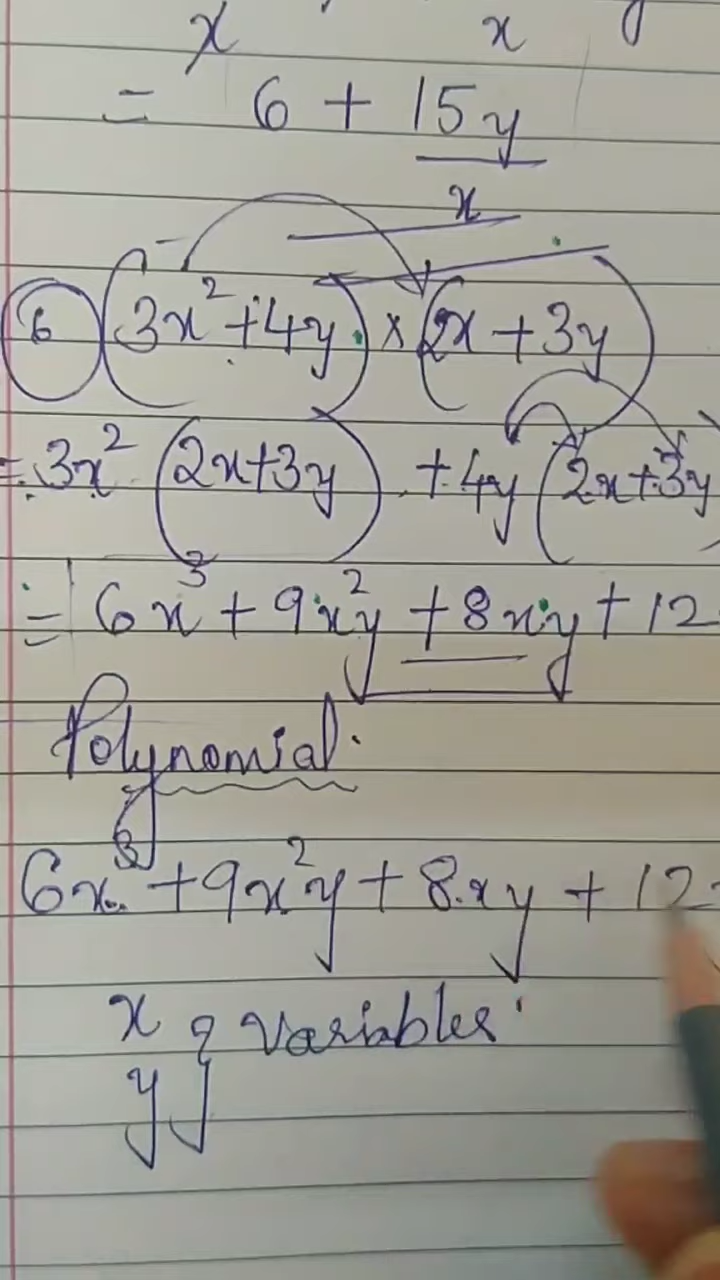 x x y
= 6 + 15y
x
6 (3x² + 4y) × (2x + 3y)
= 3x² (2x+3y) + 4y (2x+3y
= 6x³ + 9x²y + 8xy + 12
Polynomial.
6x³ + 9x²y + 8xy + 12
x } variables
y